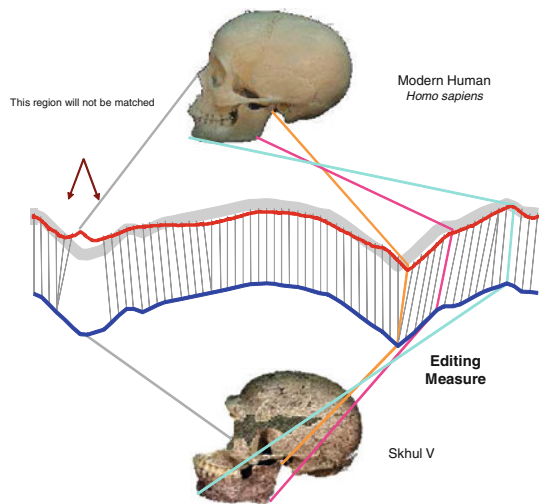 Modern Human
Homo sapiens
This region will not be matched
Editing
Measure
Skhul V